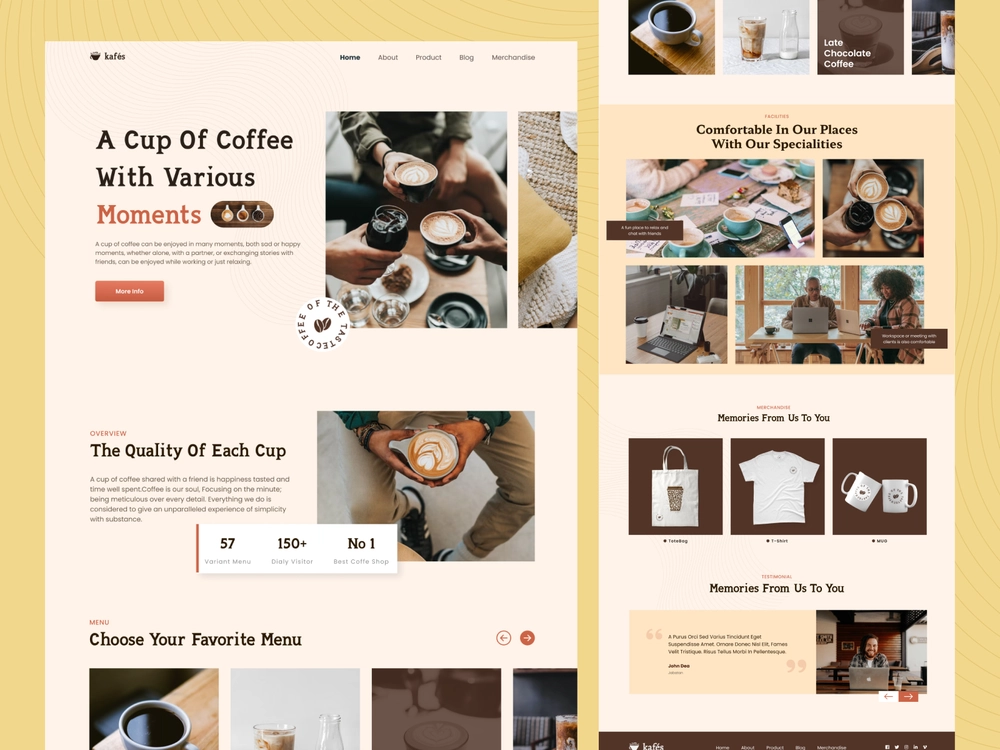 kafés
Home About Product Blog Merchandise
A Cup Of Coffee
With Various
Moments
A cup of coffee can be enjoyed in many moments, both sad or happy
moments, whether alone, with a partner, or exchanging stories with
friends, can be enjoyed while working or just relaxing.
More Info
COFFEE OF THE TASTE
OVERVIEW
The Quality Of Each Cup
A cup of coffee shared with a friend is happiness tasted and
time well spent.Coffee is our soul, Focusing on the minute;
being meticulous over every detail. Everything we do is
considered to give an unparalleled experience of simplicity
with substance.
57 150+ No 1
Variant Menu Dialy Visitor Best Coffe Shop
MENU
Choose Your Favorite Menu
Late
Chocolate
Coffee
FACILITIES
Comfortable In Our Places
With Our Specialities
A fun place to relax and
chat with friends
Workspace or meeting with
clients is also comfortable
MERCHANDISE
Memories From Us To You
ToteBag T-Shirt MUG
TESTIMONIAL
Memories From Us To You
A Purus Orci Sed Varius Tincidunt Eget
Suspendisse Amet. Ornare Donec Nisl Elit, Fames
Velit Tristique. Risus Tellus Morbi In Pellentesque.
John Dea
kafés
Home About Product Blog Merchandise